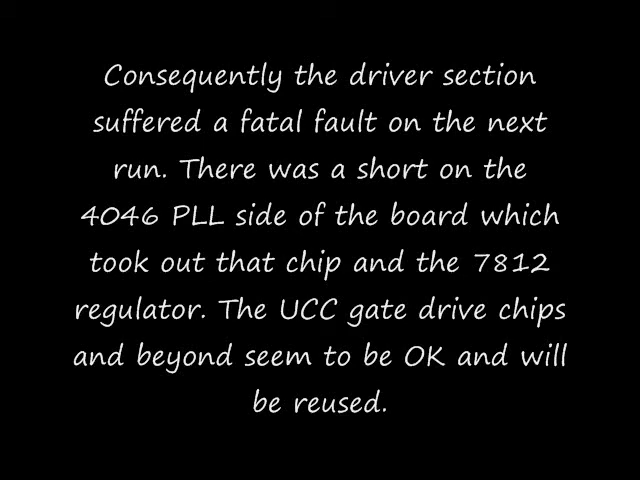 Consequently the driver section
suffered a fatal fault on the next
run. There was a short on the
4046 PLL side of the board which
took out that chip and the 7812
regulator. The UCC gate drive chips
and beyond seem to be OK and will
be reused.